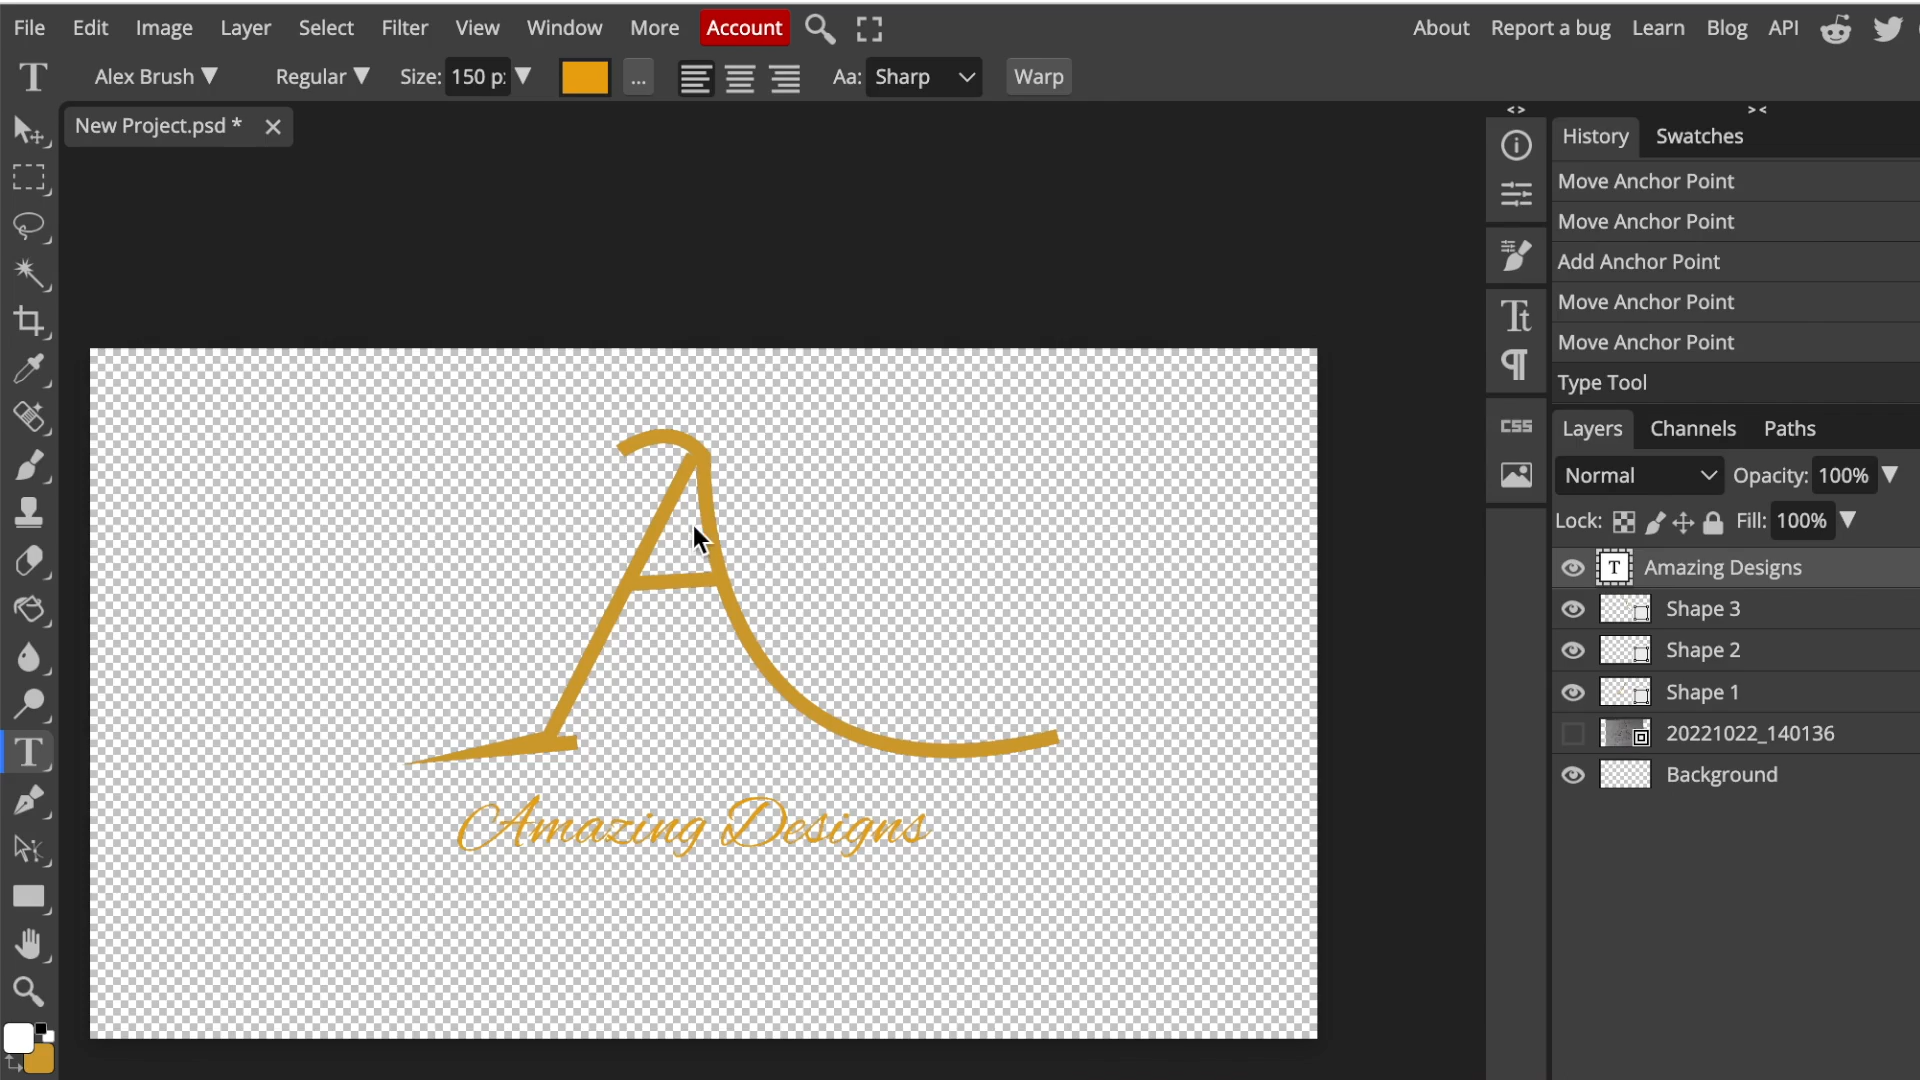 File Edit Image Layer Select Filter View Window More Account About Report a bug Learn Blog API
T Alex Brush Regular Size: 150 p: ... Aa: Sharp Warp
New Project.psd *
History Swatches
Move Anchor Point
Move Anchor Point
Add Anchor Point
Move Anchor Point
Move Anchor Point
Type Tool
Layers Channels Paths
Normal Opacity: 100%
Lock: Fill: 100%
T Amazing Designs
Shape 3
Shape 2
Shape 1
20221022_140136
Background
Tt
CSS
T
A
Amazing Designs